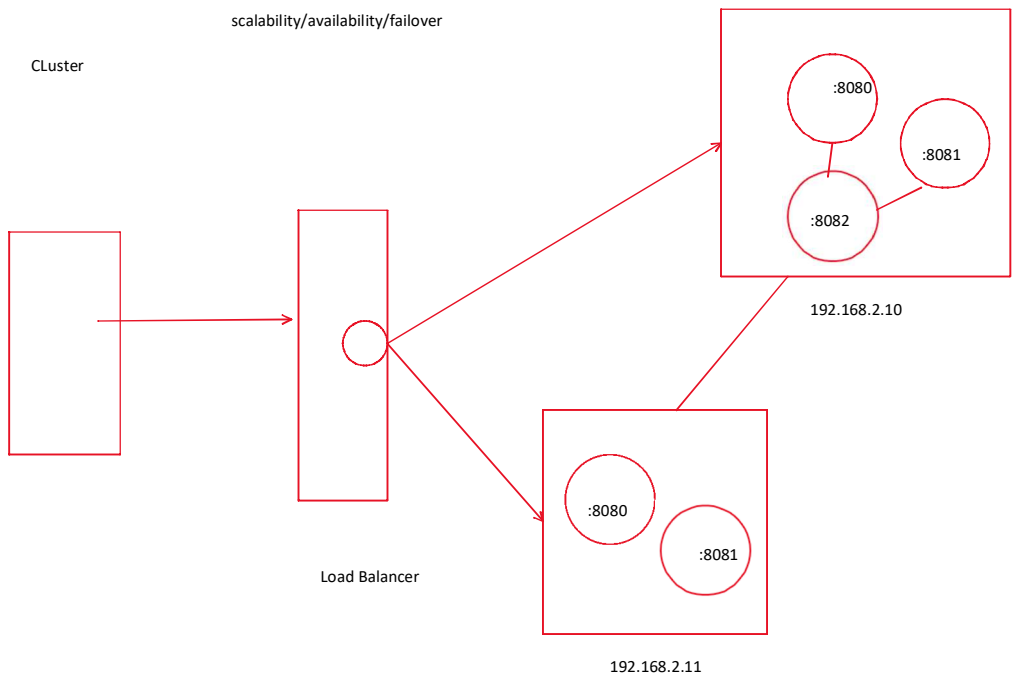 scalability/availability/failover
CLuster
:8080
:8081
:8082
192.168.2.10
:8080
:8081
Load Balancer
192.168.2.11